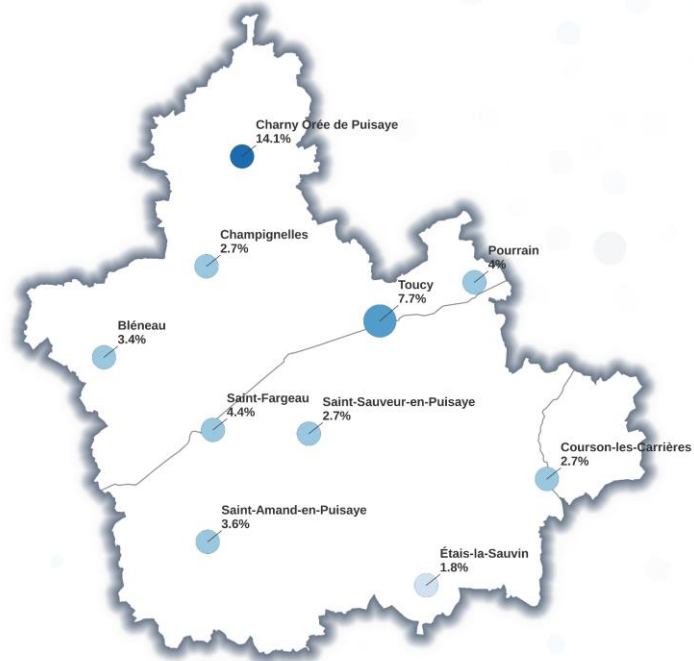 Charny Orée de Puisaye
14.1%
Champignelles
2.7%
Pourrain
4%
Toucy
7.7%
Bléneau
3.4%
Saint-Fargeau
4.4%
Saint-Sauveur-en-Puisaye
2.7%
Courson-les-Carrières
2.7%
Saint-Amand-en-Puisaye
3.6%
Étais-la-Sauvin
1.8%